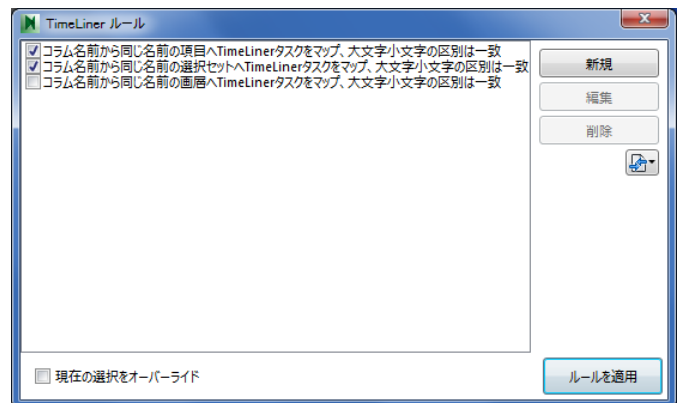 TimeLiner ルール
コラム名前から同じ名前の項目へTimeLinerタスクをマップ、大文字小文字の区別は一致
コラム名前から同じ名前の選択セットへTimeLinerタスクをマップ、大文字小文字の区別は一致
コラム名前から同じ名前の画層へTimeLinerタスクをマップ、大文字小文字の区別は一致
新規
編集
削除
現在の選択をオーバーライド
ルールを適用